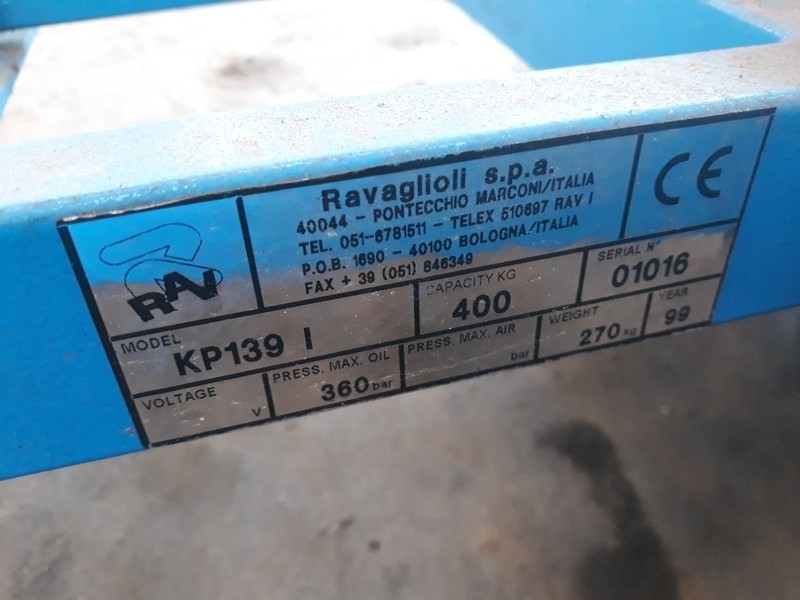 RAV
Ravaglioli s.p.a.
40044 - PONTECCHIO MARCONI/ITALIA
TEL. 051-6781511 - TELEX 510697 RAV I
P.O.B. 1690 - 40100 BOLOGNA/ITALIA
FAX + 39 (051) 846349
CE
MODEL
KP139 I
CAPACITY KG
400
SERIAL N°
01016
VOLTAGE
V
PRESS. MAX. OIL
360 bar
PRESS. MAX. AIR
bar
WEIGHT
270 kg
YEAR
99